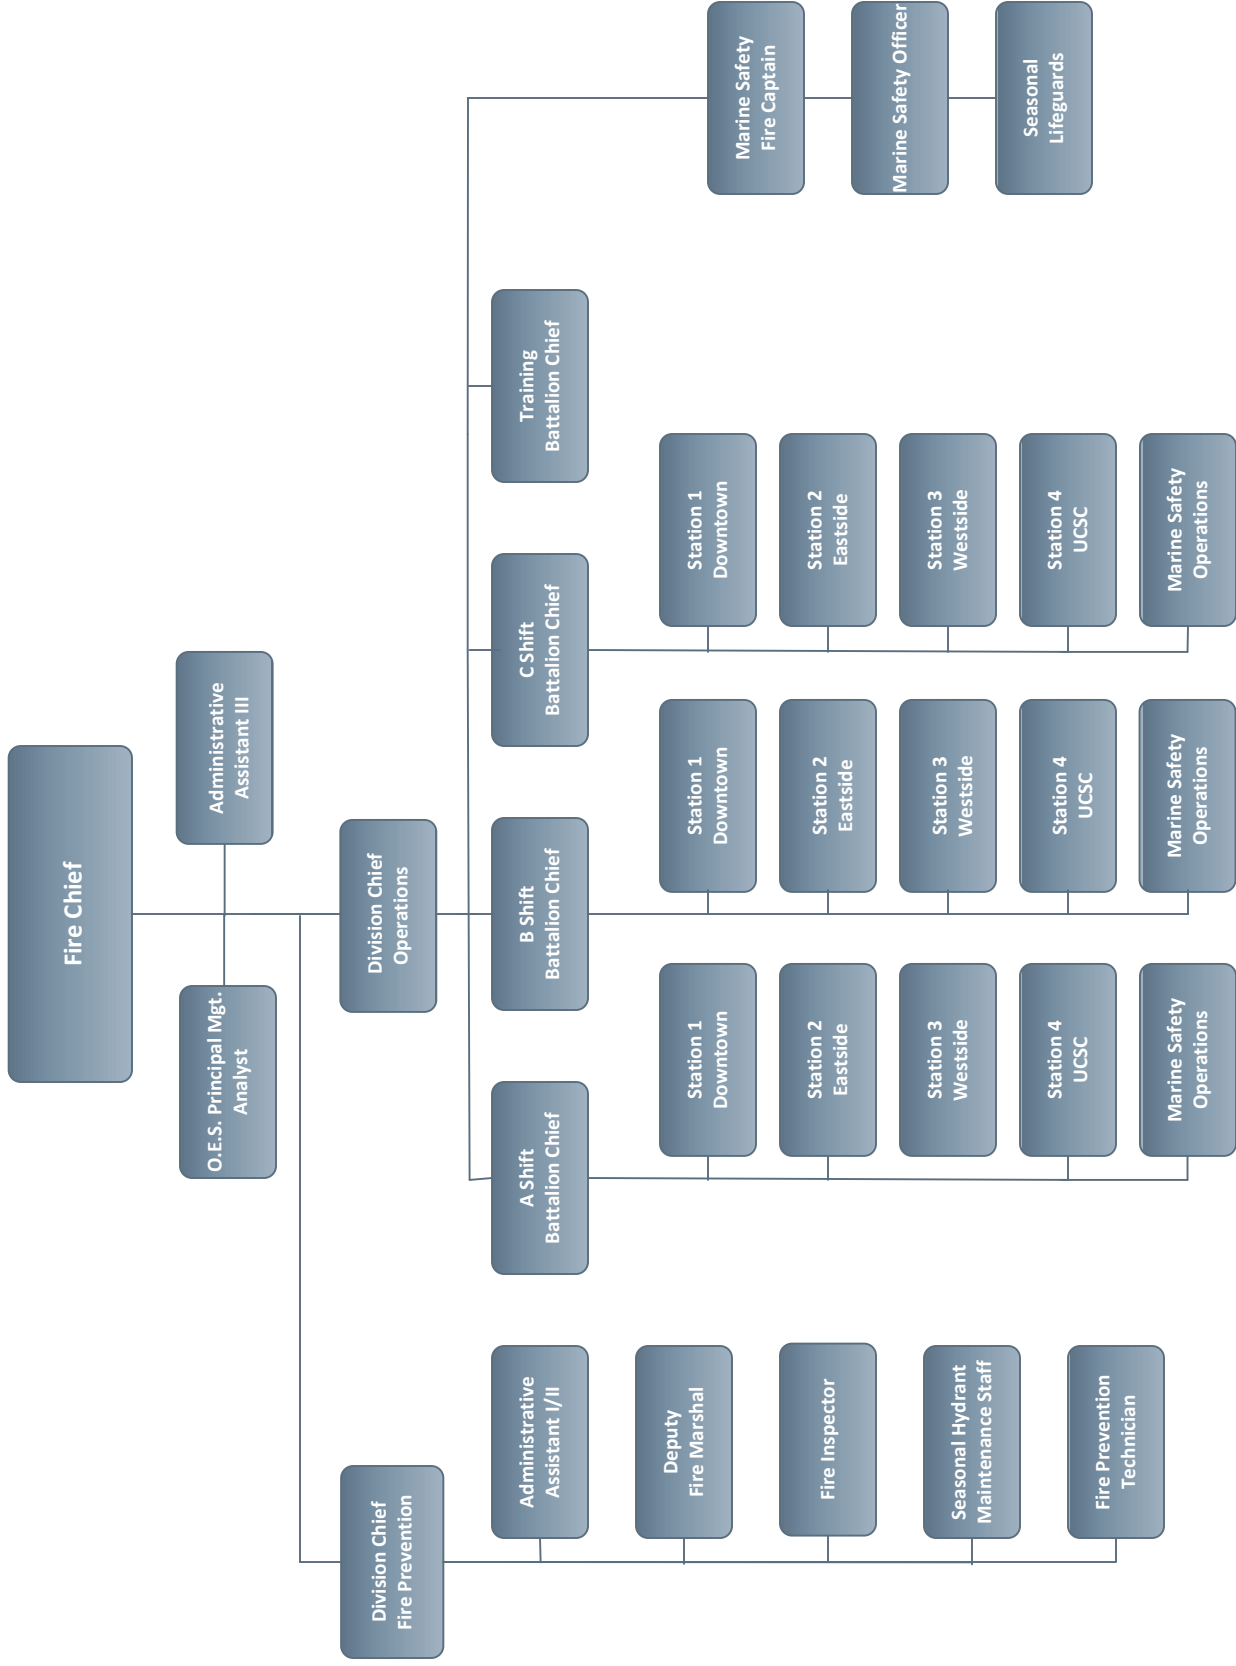 Fire Chief
O.E.S. Principal Mgt.
Analyst
Administrative
Assistant III
Division Chief
Fire Prevention
Division Chief
Operations
Administrative
Assistant I/II
Deputy
Fire Marshal
Fire Inspector
Seasonal Hydrant
Maintenance Staff
Fire Prevention
Technician
A Shift
Battalion Chief
Station 1
Downtown
Station 2
Eastside
Station 3
Westside
Station 4
UCSC
Marine Safety
Operations
B Shift
Battalion Chief
Station 1
Downtown
Station 2
Eastside
Station 3
Westside
Station 4
UCSC
Marine Safety
Operations
C Shift
Battalion Chief
Station 1
Downtown
Station 2
Eastside
Station 3
Westside
Station 4
UCSC
Marine Safety
Operations
Training
Battalion Chief
Marine Safety
Fire Captain
Marine Safety Officer
Seasonal
Lifeguards